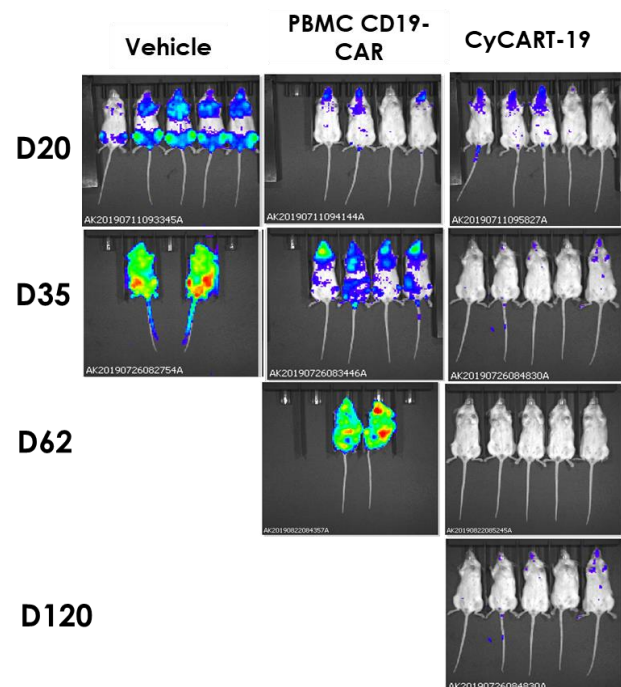 Vehicle
PBMC CD19-
CAR
CyCART-19
D20
AK20190711093345A
AK20190711094144A
AK20190711095827A
D35
AK20190726082754A
AK20190726083446A
AK20190726084830A
D62
AK20190822084357A
AK20190822085245A
D120
AK20190726084830A